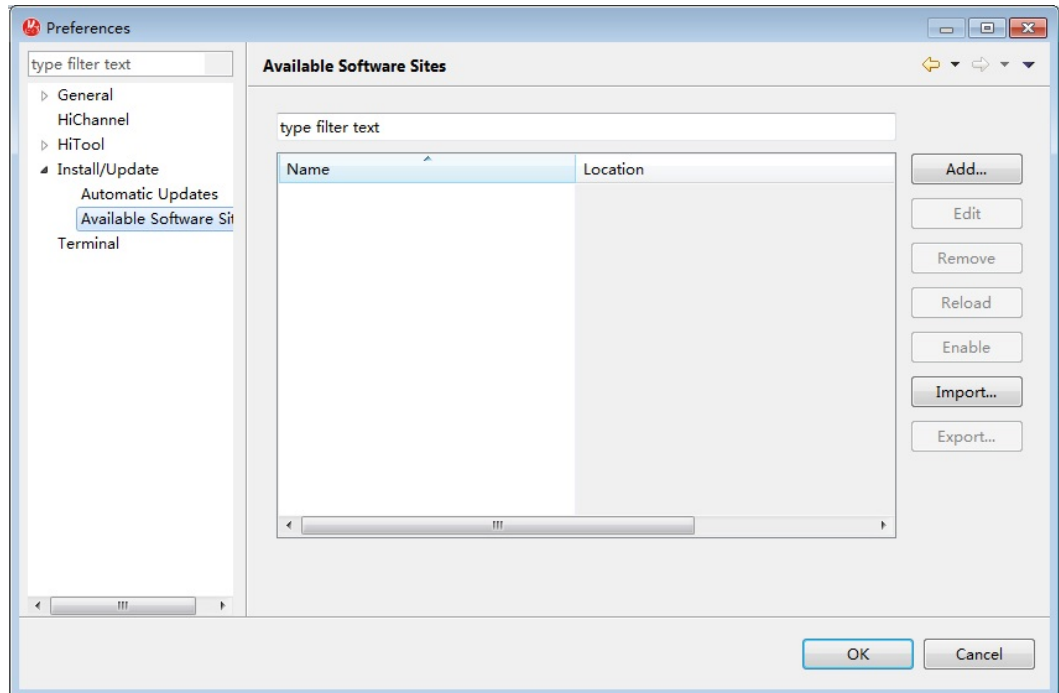 Preferences
type filter text
General
HiChannel
HiTool
Install/Update
Automatic Updates
Available Software Sit
Terminal
Available Software Sites
type filter text
Name Location
Add...
Edit
Remove
Reload
Enable
Import...
Export...
OK Cancel